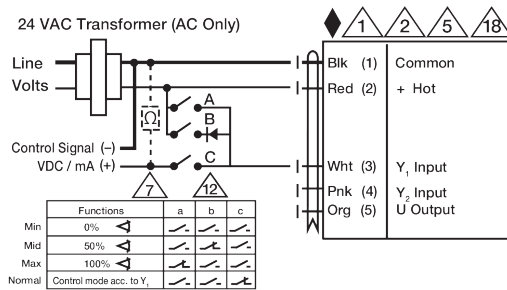 24 VAC Transformer (AC Only)
1 2 5 18
Line
Volts
Blk (1) Common
Red (2) + Hot
A
B
Ω
Control Signal (–)
VDC / mA (+)
C
Wht (3) Y1 Input
Pnk (4) Y2 Input
Org (5) U Output
7 12
Functions a b c
Min 0%
Mid 50%
Max 100%
Normal Control mode acc. to Y1